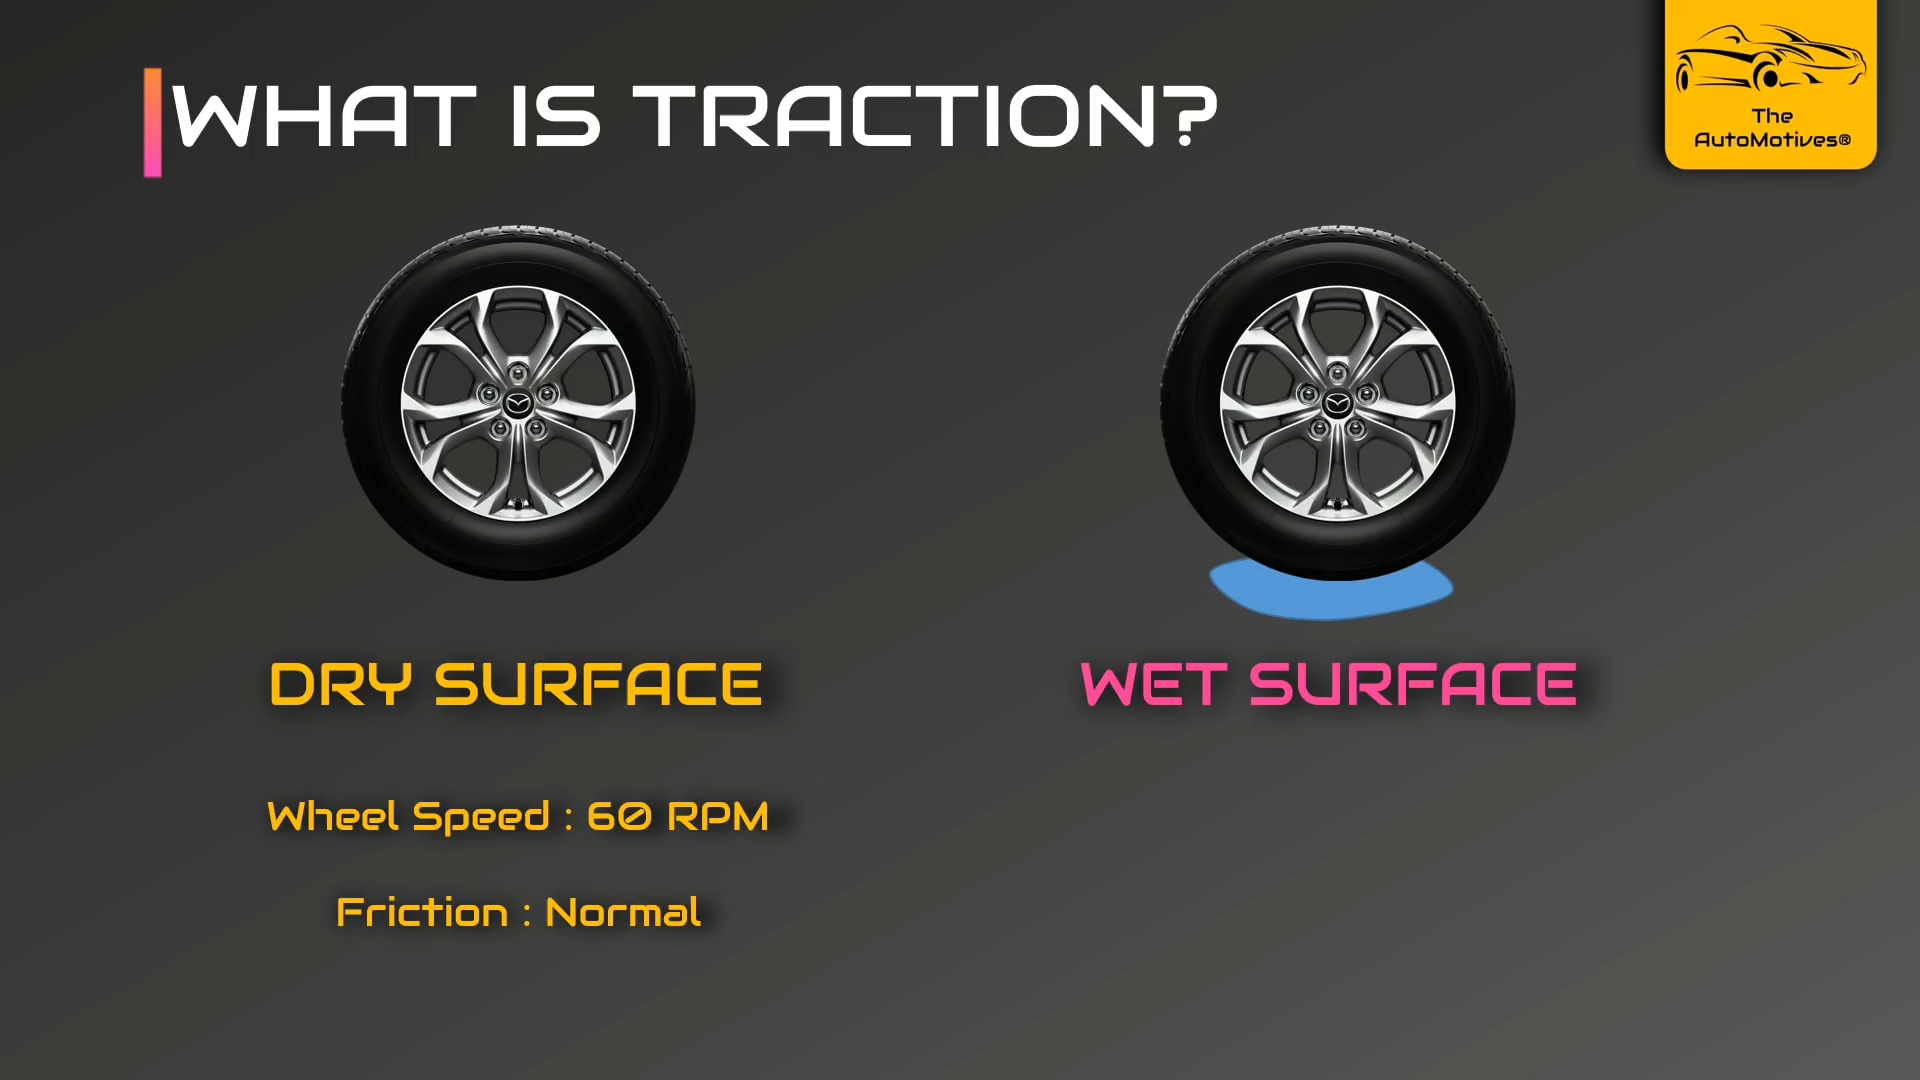 WHAT IS TRACTION?
The
AutoMotives®
DRY SURFACE
WET SURFACE
Wheel Speed : 60 RPM
Friction : Normal